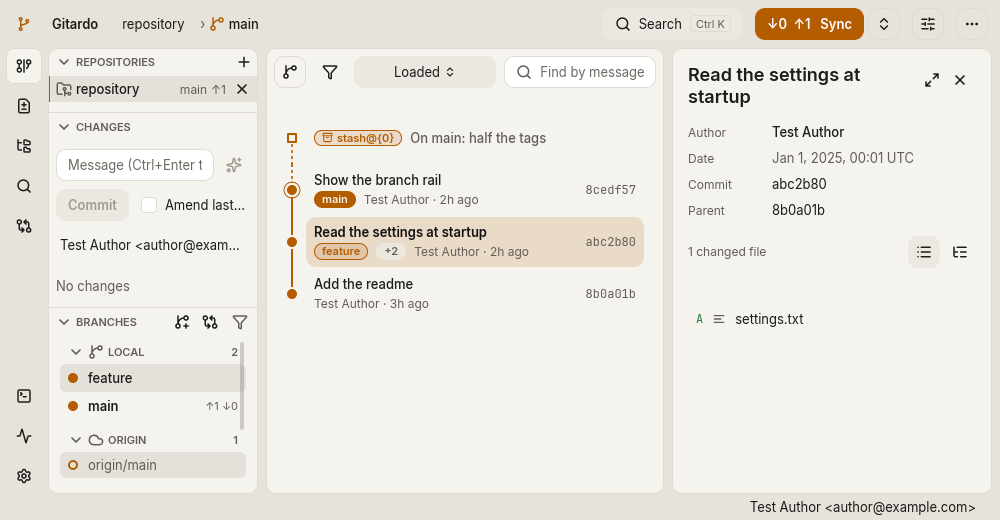 Gitardo repository main
Search Ctrl K
↓0 ↑1 Sync
REPOSITORIES
repository main ↑1
CHANGES
Message (Ctrl+Enter t
Commit Amend last...
Test Author <author@exam...
No changes
BRANCHES
LOCAL 2
feature
main ↑1 ↓0
ORIGIN 1
origin/main
Loaded Find by message
stash@{0} On main: half the tags
Show the branch rail
main Test Author · 2h ago 8cedf57
Read the settings at startup
feature +2 Test Author · 2h ago abc2b80
Add the readme
Test Author · 3h ago 8b0a01b
Read the settings at
startup
Author Test Author
Date Jan 1, 2025, 00:01 UTC
Commit abc2b80
Parent 8b0a01b
1 changed file
A settings.txt
Test Author <author@example.com>